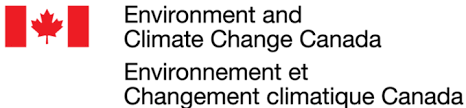 Environment and
Climate Change Canada
Environnement et
Changement climatique Canada